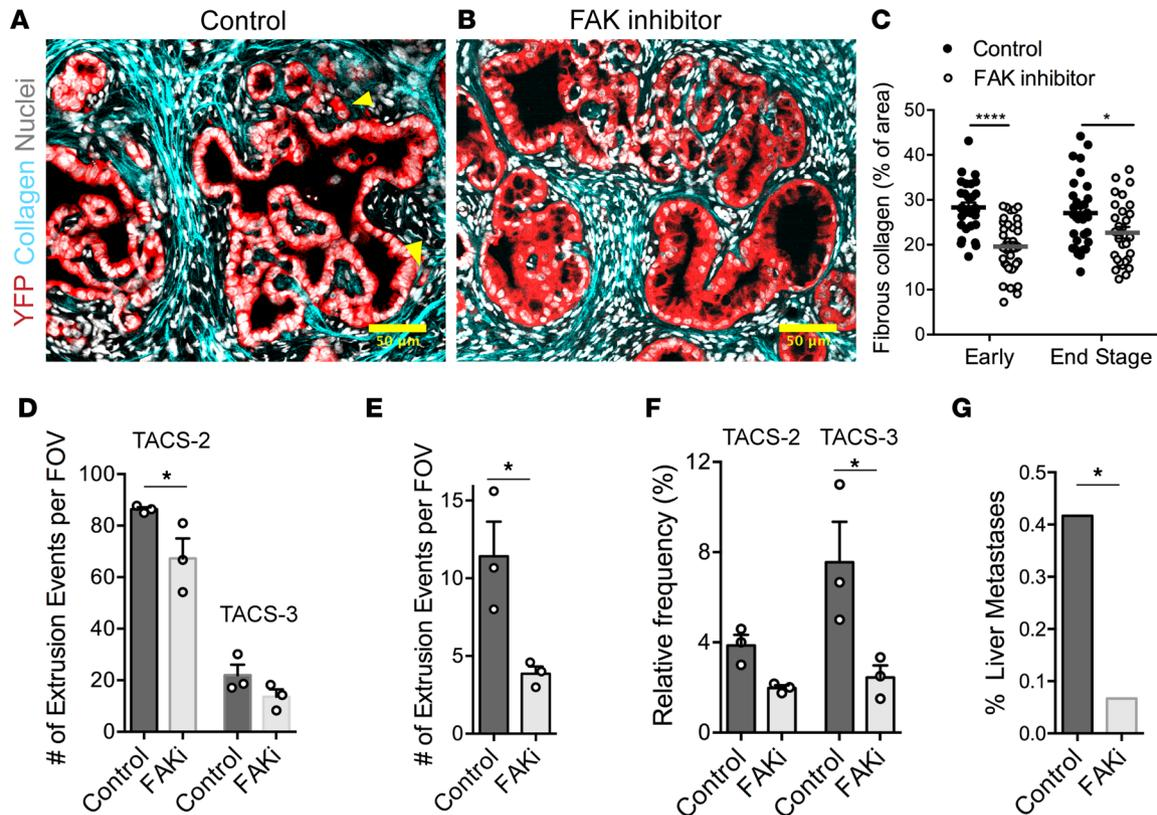 A
Control
B
FAK inhibitor
C
Control
FAK inhibitor
YFP Collagen Nuclei
50 µm
50 µm
Fibrous collagen (% of area)
50
40
30
20
10
0
****
*
Early
End Stage
D
TACS-2
# of Extrusion Events per FOV
100
80
60
40
20
0
*
TACS-3
Control
FAKi
Control
FAKi
E
# of Extrusion Events per FOV
15
10
5
0
*
Control
FAKi
F
TACS-2
TACS-3
Relative frequency (%)
12
8
4
0
*
Control
FAKi
Control
FAKi
G
% Liver Metastases
0.5
0.4
0.3
0.2
0.1
0.0
*
Control
FAKi